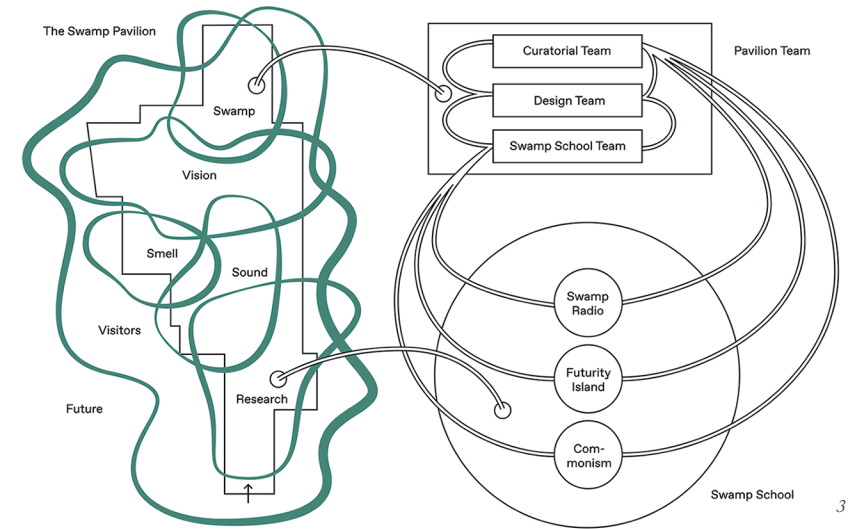 The Swamp Pavilion
Swamp
Vision
Smell
Sound
Visitors
Research
Future
Curatorial Team
Design Team
Swamp School Team
Pavilion Team
Swamp
Radio
Futurity
Island
Com-
monism
Swamp School
3